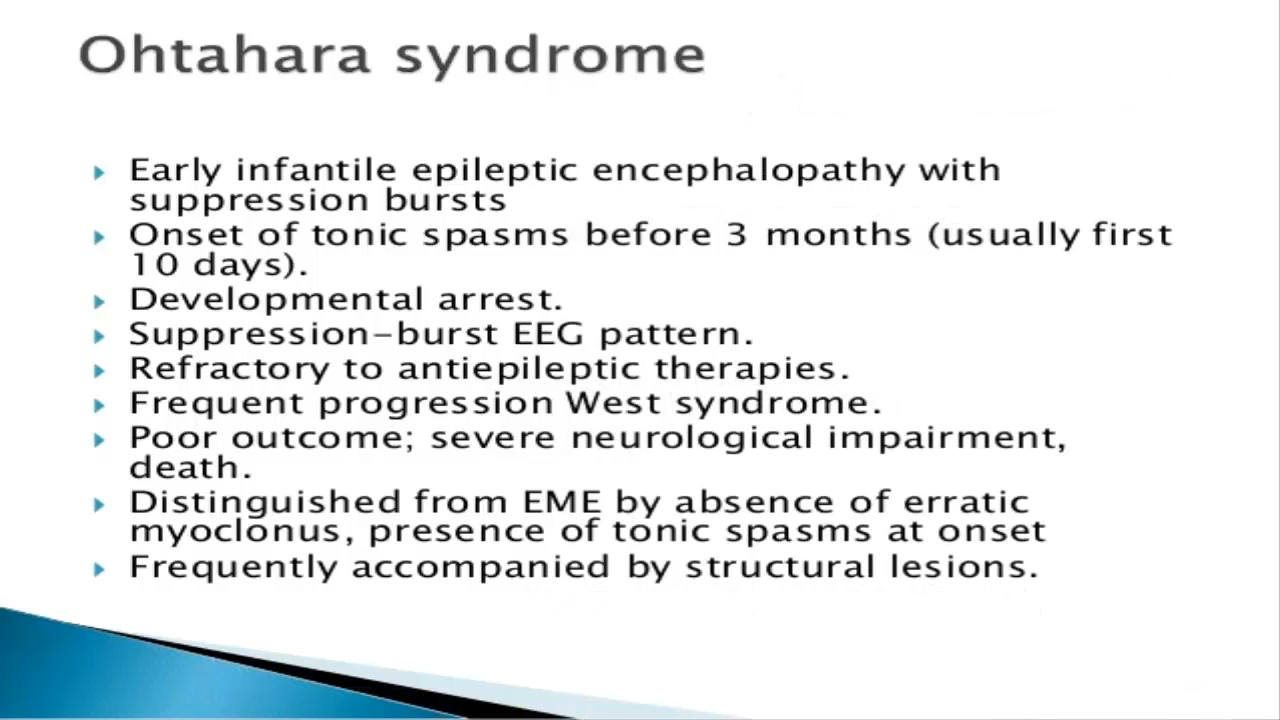 Ohtahara syndrome
Early infantile epileptic encephalopathy with
suppression bursts
Onset of tonic spasms before 3 months (usually first
10 days).
Developmental arrest.
Suppression-burst EEG pattern.
Refractory to antiepileptic therapies.
Frequent progression West syndrome.
Poor outcome; severe neurological impairment,
death.
Distinguished from EME by absence of erratic
myoclonus, presence of tonic spasms at onset
Frequently accompanied by structural lesions.